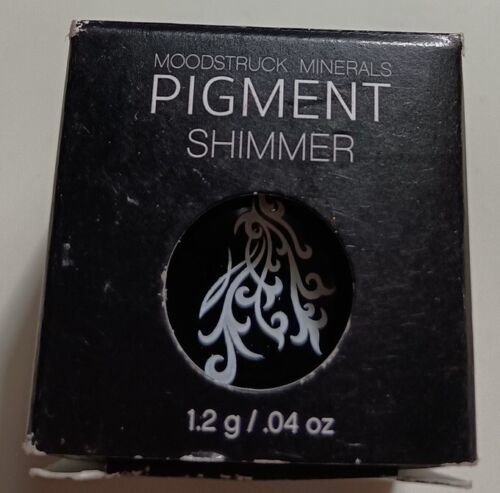 MOODSTRUCK MINERALS
PIGMENT
SHIMMER
1.2 g / .04 oz